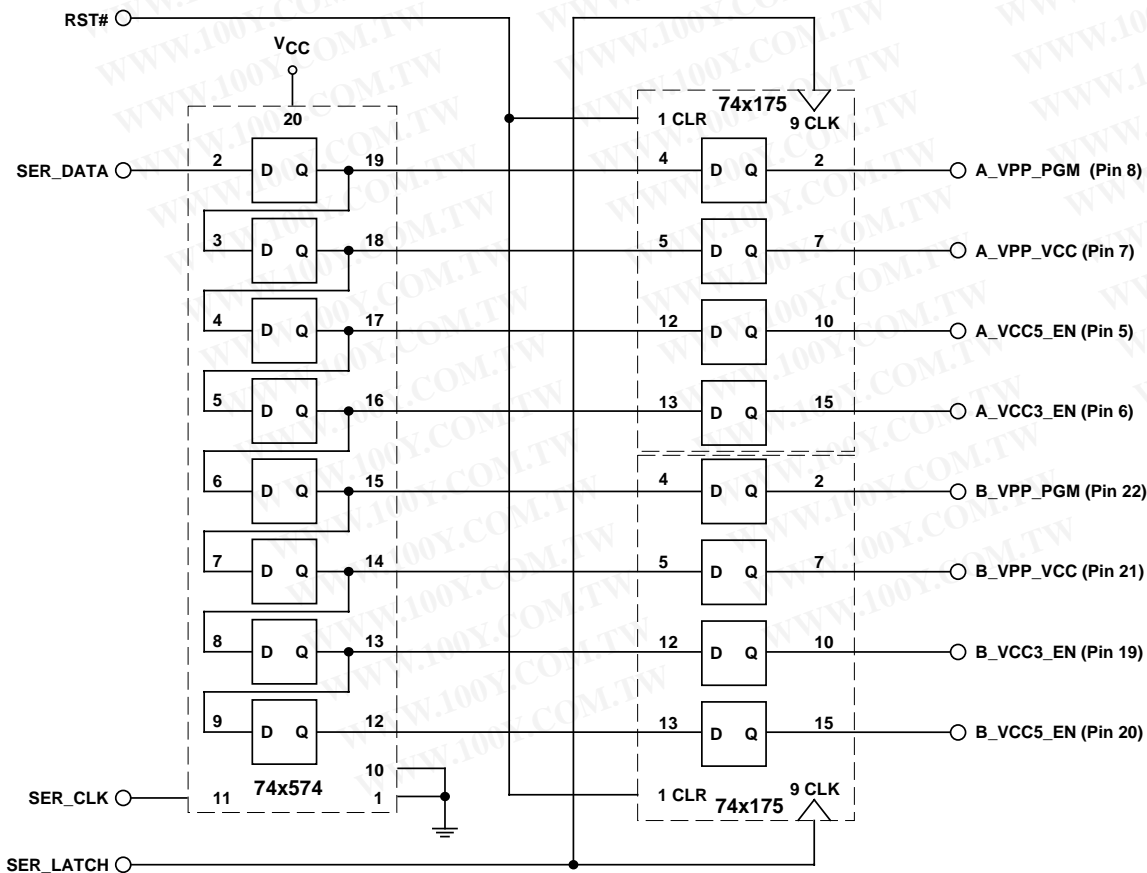 RST#
VCC
20
74x175
1 CLR
9 CLK
SER_DATA
2 D Q 19
4 D Q 2
A_VPP_PGM (Pin 8)
3 D Q 18
5 D Q 7
A_VPP_VCC (Pin 7)
4 D Q 17
12 D Q 10
A_VCC5_EN (Pin 5)
5 D Q 16
13 D Q 15
A_VCC3_EN (Pin 6)
6 D Q 15
4 D Q 2
B_VPP_PGM (Pin 22)
7 D Q 14
5 D Q 7
B_VPP_VCC (Pin 21)
8 D Q 13
12 D Q 10
B_VCC3_EN (Pin 19)
9 D Q 12
13 D Q 15
B_VCC5_EN (Pin 20)
10
74x574
SER_CLK
11
1
1 CLR
9 CLK
74x175
SER_LATCH
WWW.100Y.COM.TW